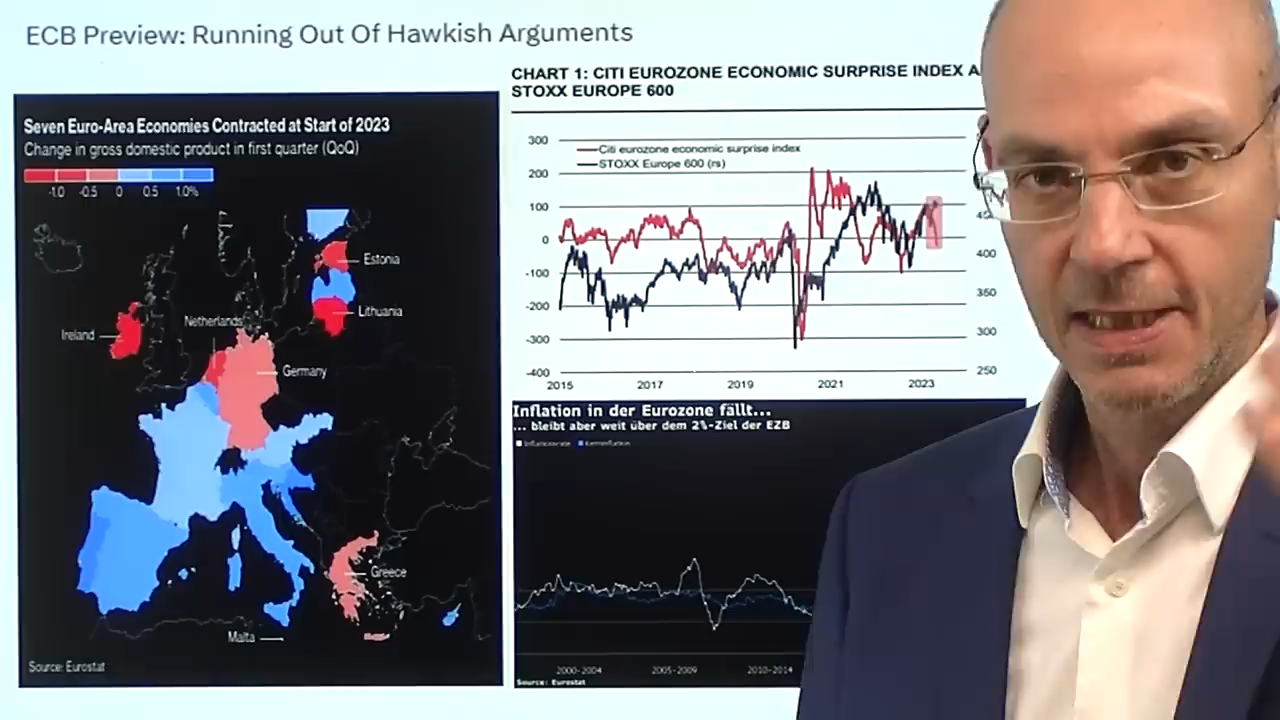 ECB Preview: Running Out Of Hawkish Arguments
Seven Euro-Area Economies Contracted at Start of 2023
Change in gross domestic product in first quarter (QoQ)
-1.0 -0.5 0 0.5 1.0%
Estonia
Lithuania
Ireland
Netherlands
Germany
Greece
Malta
Source: Eurostat
CHART 1: CITI EUROZONE ECONOMIC SURPRISE INDEX A
STOXX EUROPE 600
Citi eurozone economic surprise index
STOXX Europe 600 (rs)
300
200
100
0
-100
-200
-300
-400
400
350
300
250
2015 2017 2019 2021 2023
Inflation in der Eurozone fällt...
... bleibt aber weit über dem 2%-Ziel der EZB
Inflationsrate Kerninflation
2000-2004 2005-2009 2010-2014
Source: Eurostat